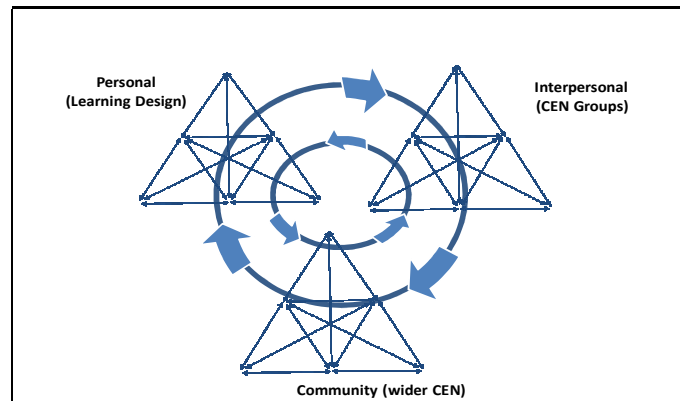 Personal
(Learning Design)
Interpersonal
(CEN Groups)
Community (wider CEN)